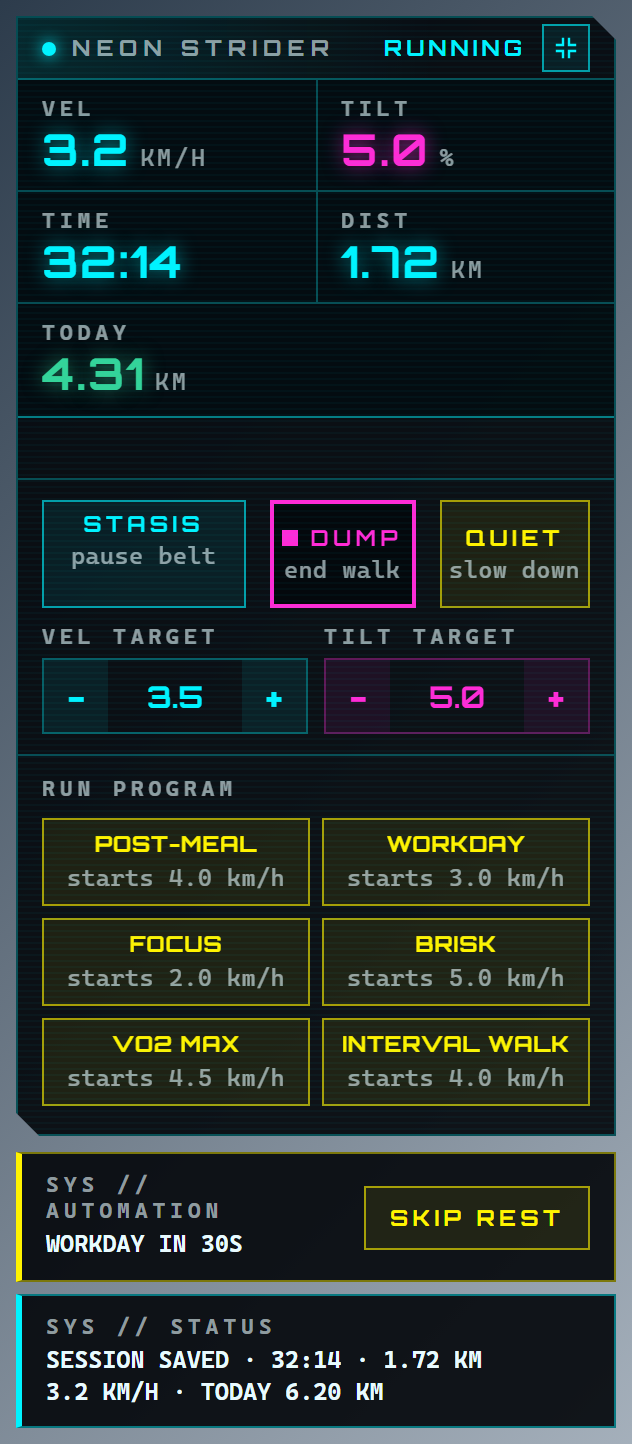 NEON STRIDER RUNNING
VEL
3.2 KM/H
TILT
5.0 %
TIME
32:14
DIST
1.72 KM
TODAY
4.31 KM
STASIS
pause belt
DUMP
end walk
QUIET
slow down
VEL TARGET
- 3.5 +
TILT TARGET
- 5.0 +
RUN PROGRAM
POST-MEAL
starts 4.0 km/h
WORKDAY
starts 3.0 km/h
FOCUS
starts 2.0 km/h
BRISK
starts 5.0 km/h
VO2 MAX
starts 4.5 km/h
INTERVAL WALK
starts 4.0 km/h
SYS //
AUTOMATION
WORKDAY IN 30S
SKIP REST
SYS // STATUS
SESSION SAVED · 32:14 · 1.72 KM
3.2 KM/H · TODAY 6.20 KM